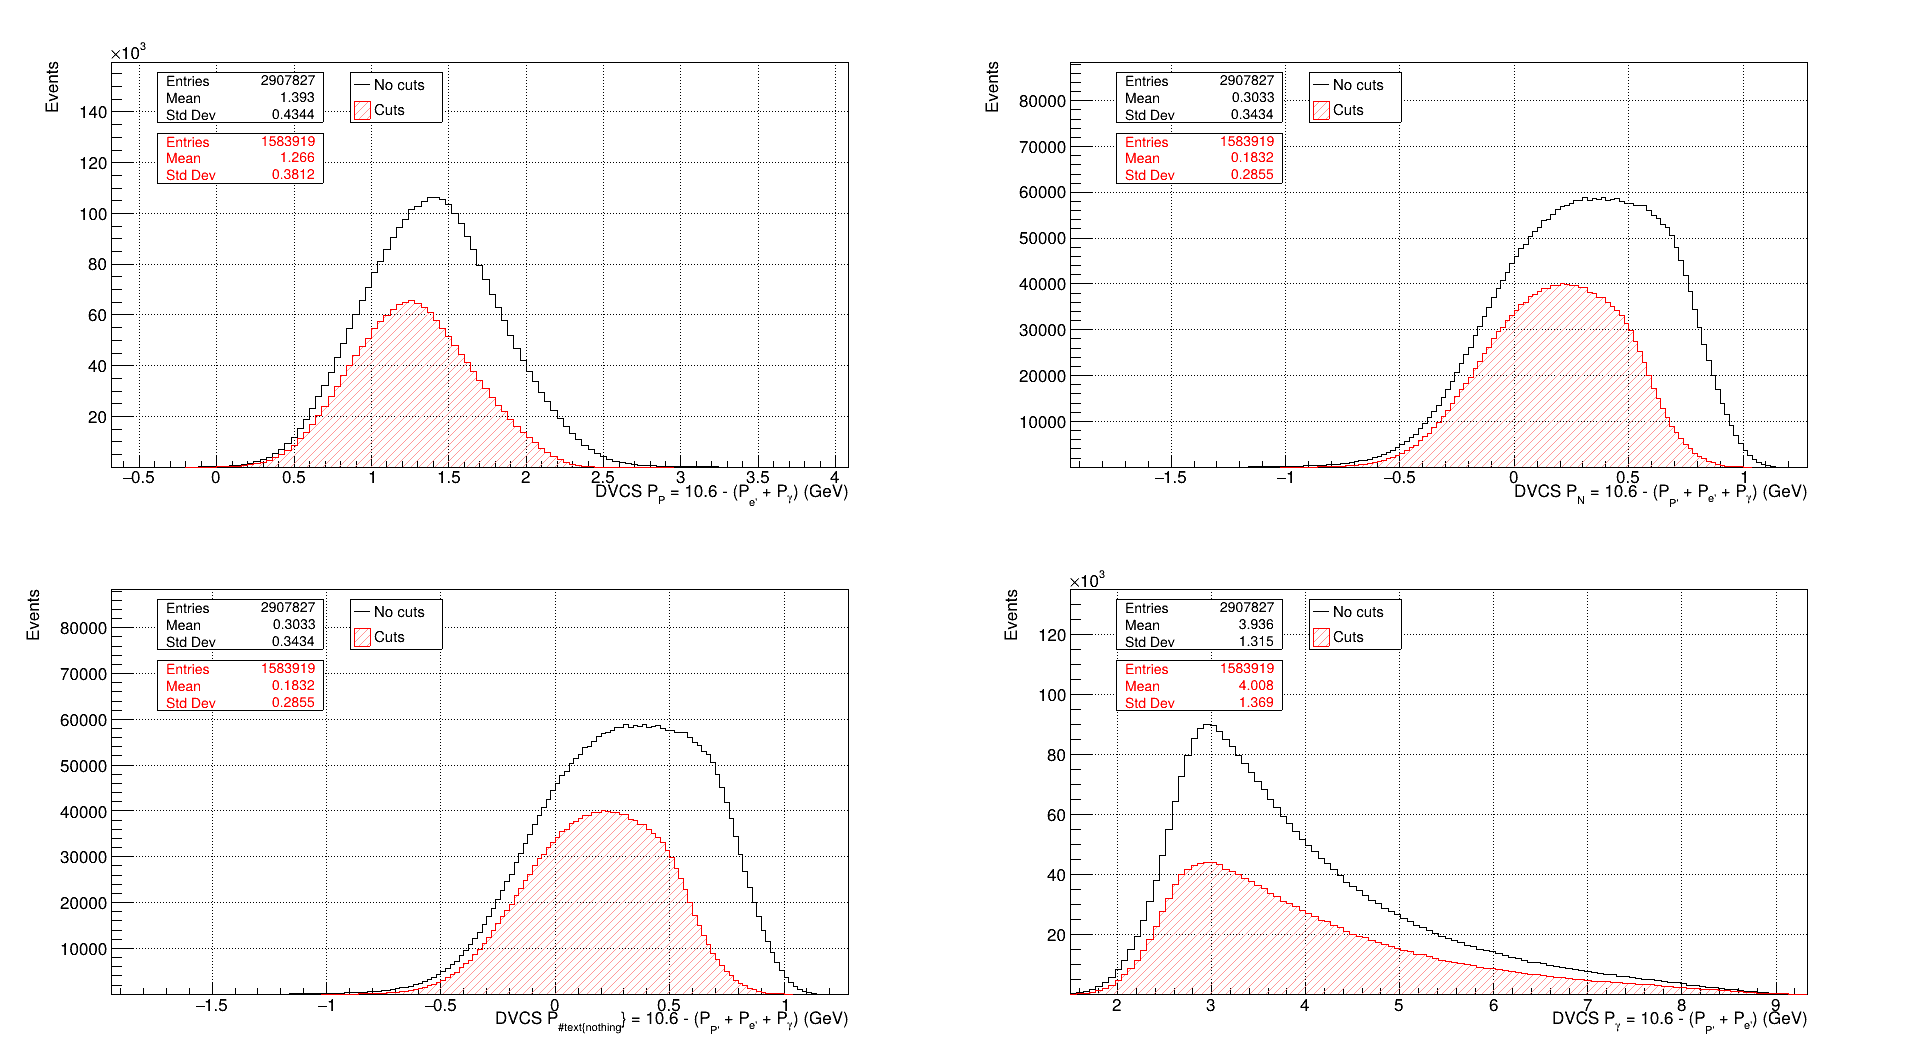 ×10³
Events
Entries 2907827
Mean 1.393
Std Dev 0.4344
Entries 1583919
Mean 1.266
Std Dev 0.3812
No cuts
Cuts
140
120
100
80
60
40
20
−0.5 0 0.5 1 1.5 2 2.5 3 3.5 4
DVCS P_P = 10.6 - (P_e' + P_γ) (GeV)
Events
Entries 2907827
Mean 0.3033
Std Dev 0.3434
Entries 1583919
Mean 0.1832
Std Dev 0.2855
No cuts
Cuts
80000
70000
60000
50000
40000
30000
20000
10000
−1.5 −1 −0.5 0 0.5 1
DVCS P_N = 10.6 - (P_P' + P_e' + P_γ) (GeV)
Events
Entries 2907827
Mean 0.3033
Std Dev 0.3434
Entries 1583919
Mean 0.1832
Std Dev 0.2855
No cuts
Cuts
80000
70000
60000
50000
40000
30000
20000
10000
−1.5 −1 −0.5 0 0.5 1
DVCS P_#text{nothing} = 10.6 - (P_P' + P_e' + P_γ) (GeV)
×10³
Events
Entries 2907827
Mean 3.936
Std Dev 1.315
Entries 1583919
Mean 4.008
Std Dev 1.369
No cuts
Cuts
120
100
80
60
40
20
2 3 4 5 6 7 8 9
DVCS P_γ = 10.6 - (P_P' + P_e') (GeV)